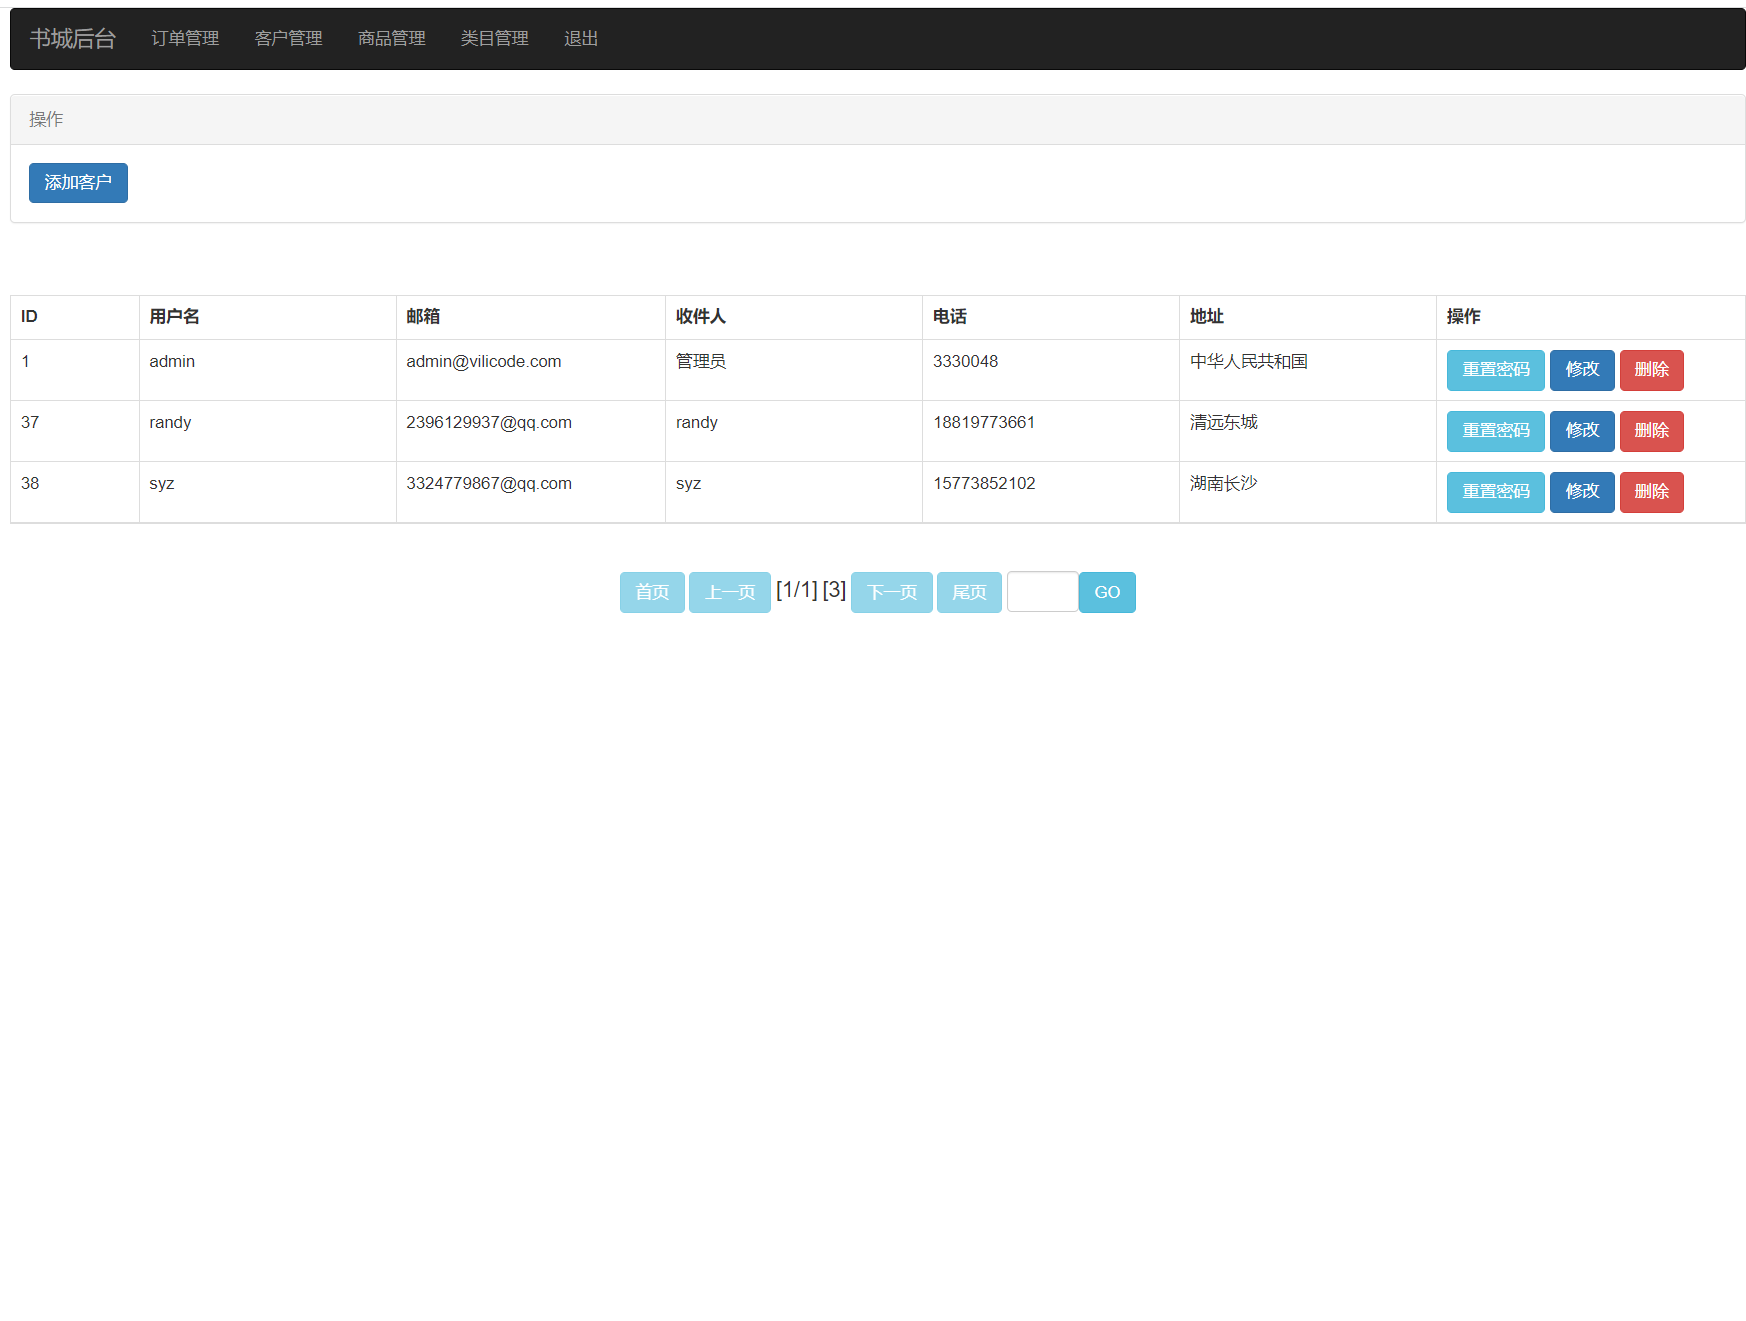 书城后台 订单管理 客户管理 商品管理 类目管理 退出
操作
添加客户
ID 用户名 邮箱 收件人 电话 地址 操作
1 admin admin@vilicode.com 管理员 3330048 中华人民共和国 重置密码 修改 删除
37 randy 2396129937@qq.com randy 18819773661 清远东城 重置密码 修改 删除
38 syz 3324779867@qq.com syz 15773852102 湖南长沙 重置密码 修改 删除
首页 上一页 [1/1] [3] 下一页 尾页 GO